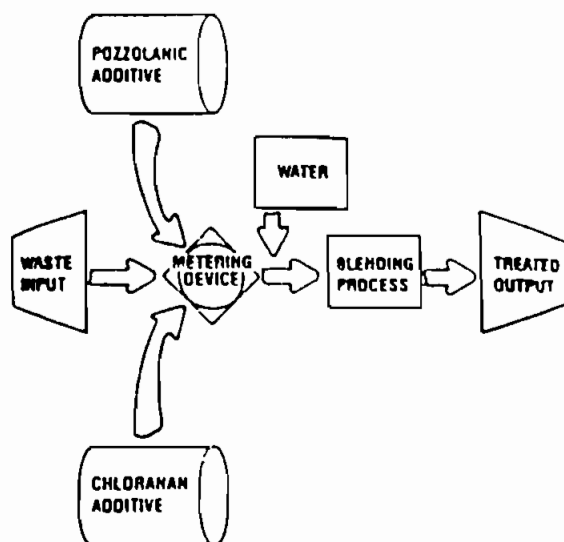 POZZOLANIC
ADDITIVE
WATER
WASTE
INPUT
METERING
DEVICE
BLENDING
PROCESS
TREATED
OUTPUT
CHLORANAN
ADDITIVE